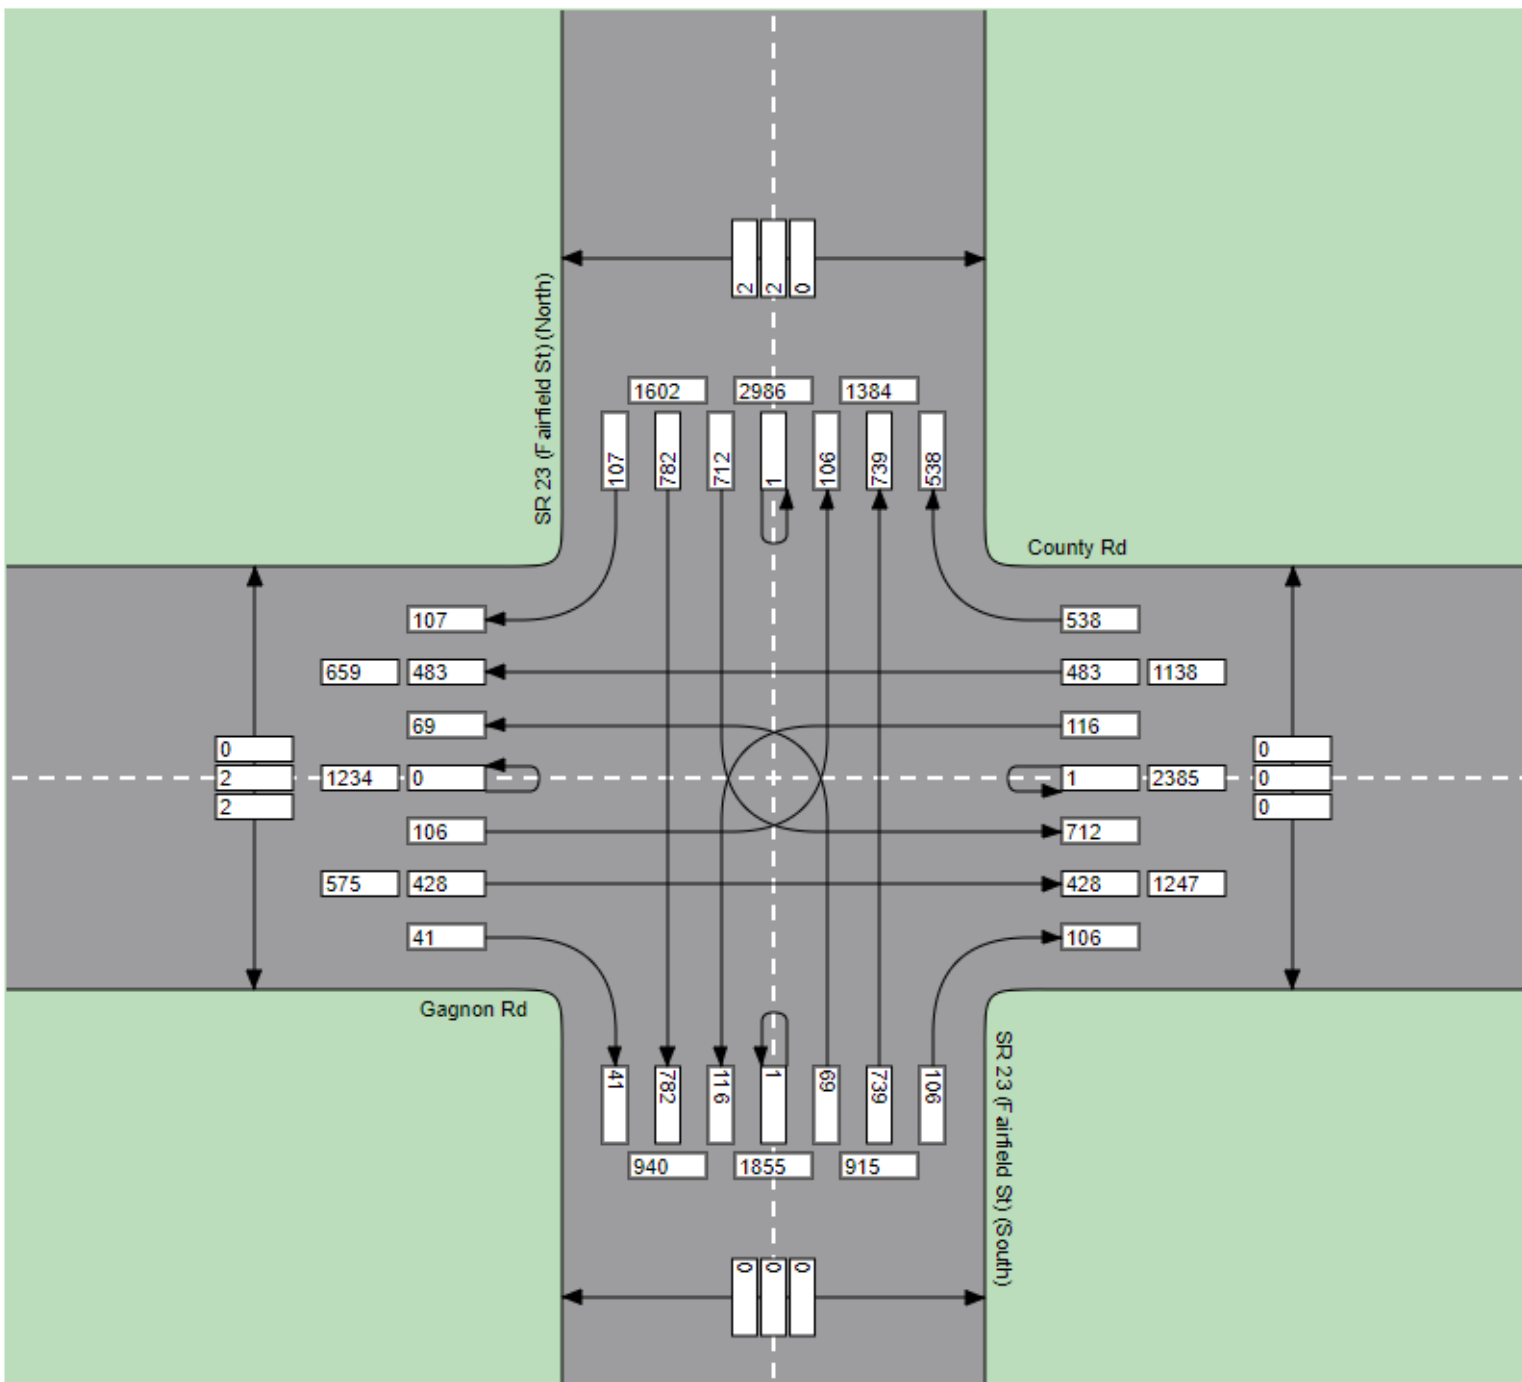 2 2 0
SR 23 (Fairfield St) (North)
1602 2986 1384
107 782 712 1 106 739 538
County Rd
107 538
659 483 483 1138
69 116
0
2 1234 0 1 2385 0
2 0
0
106 712
575 428 428 1247
41 106
Gagnon Rd
SR 23 (Fairfield St) (South)
41 782 116 1 69 739 106
940 1855 915
0 0 0